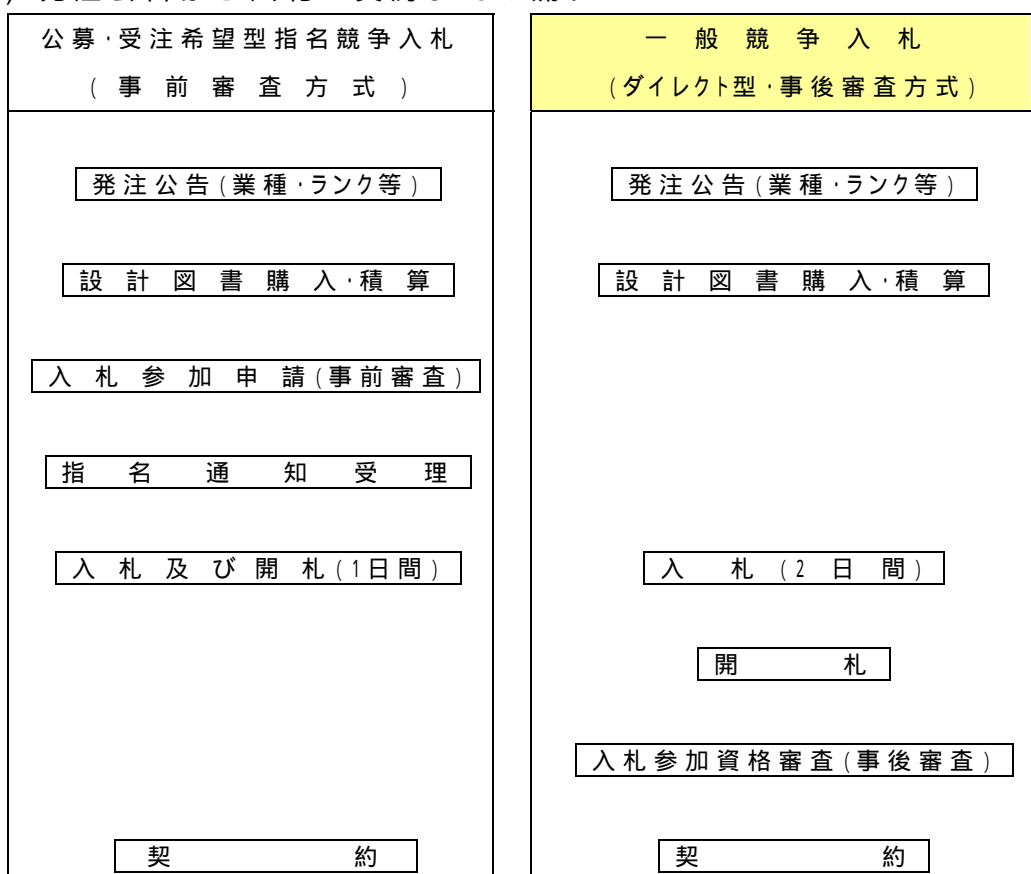 公募・受注希望型指名競争入札
(事前審査方式)
発注公告(業種・ランク等)
設計図書購入・積算
入札参加申請(事前審査)
指名通知受理
入札及び開札(1日間)
契約
一般競争入札
(ダイレクト型・事後審査方式)
発注公告(業種・ランク等)
設計図書購入・積算
入札(2日間)
開札
入札参加資格審査(事後審査)
契約